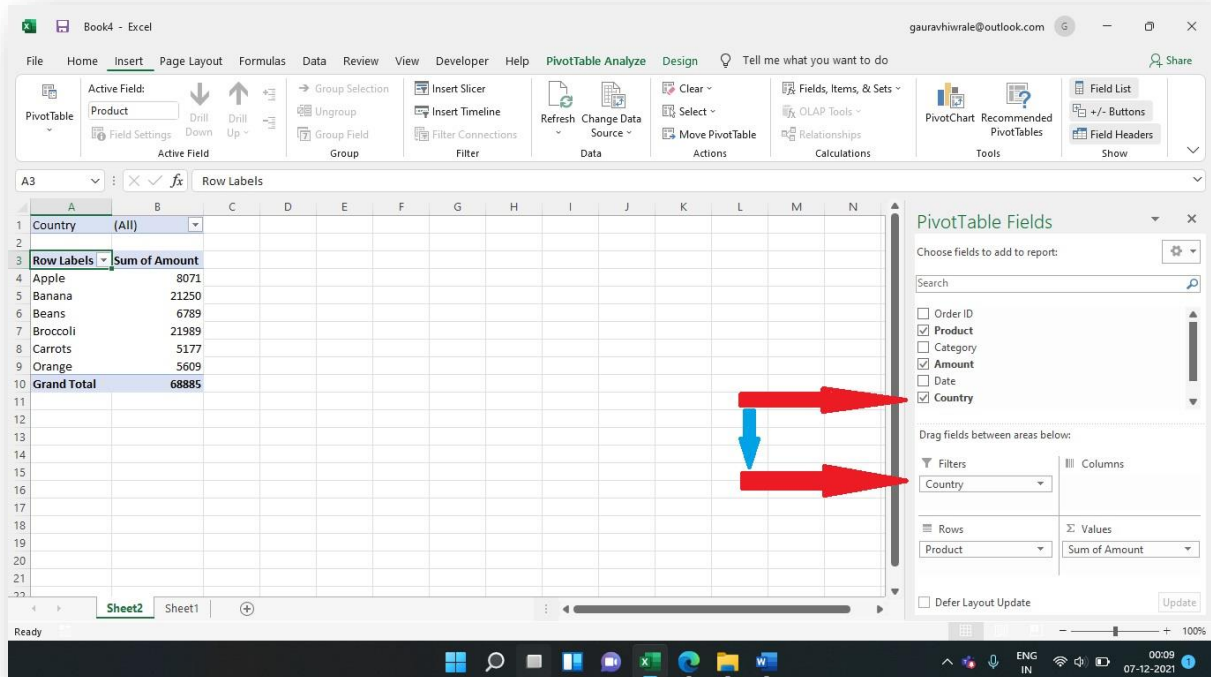 Book4 - Excel
gauravhiwrale@outlook.com G
File Home Insert Page Layout Formulas Data Review View Developer Help PivotTable Analyze Design Tell me what you want to do Share
PivotTable
Active Field:
Product
Field Settings
Drill Down
Drill Up
Active Field
Group Selection
Ungroup
Group Field
Group
Insert Slicer
Insert Timeline
Filter Connections
Filter
Refresh
Change Data Source
Data
Clear
Select
Move PivotTable
Actions
Fields, Items, & Sets
OLAP Tools
Relationships
Calculations
PivotChart
Recommended PivotTables
Tools
Field List
+/- Buttons
Field Headers
Show
A3 fx Row Labels
A B C D E F G H I J K L M N
1 Country (All)
2
3 Row Labels Sum of Amount
4 Apple 8071
5 Banana 21250
6 Beans 6789
7 Broccoli 21989
8 Carrots 5177
9 Orange 5609
10 Grand Total 68885
11
12
13
14
15
16
17
18
19
20
21
22
PivotTable Fields
Choose fields to add to report:
Search
Order ID
Product
Category
Amount
Date
Country
Drag fields between areas below:
Filters
Country
Columns
Rows
Product
Σ Values
Sum of Amount
Defer Layout Update Update
Sheet2 Sheet1
Ready
100%
ENG
IN
00:09
07-12-2021
1